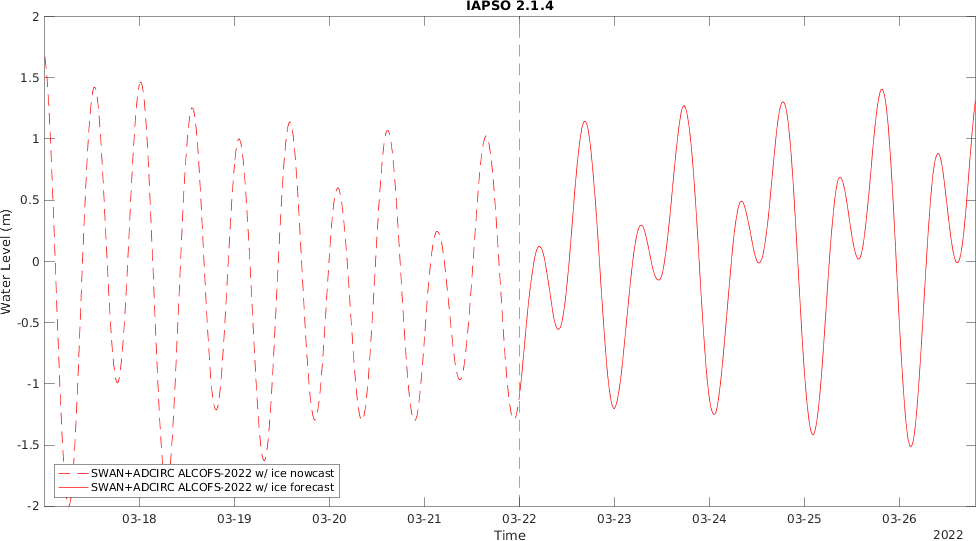 IAPSO 2.1.4
2
1.5
1
0.5
0
-0.5
-1
-1.5
-2
Water Level (m)
SWAN+ADCIRC ALCOFS-2022 w/ ice nowcast
SWAN+ADCIRC ALCOFS-2022 w/ ice forecast
03-18 03-19 03-20 03-21 03-22 03-23 03-24 03-25 03-26
Time
2022